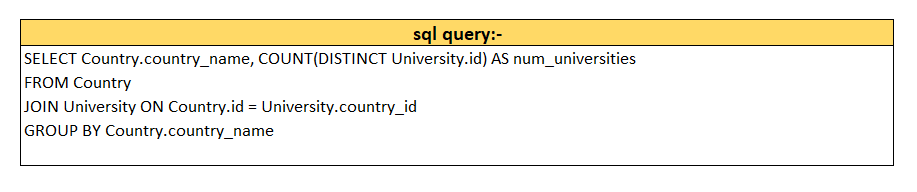 sql query:-
SELECT Country.country_name, COUNT(DISTINCT University.id) AS num_universities
FROM Country
JOIN University ON Country.id = University.country_id
GROUP BY Country.country_name